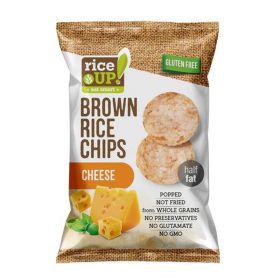 rice
UP!
eat smart
GLUTEN FREE
BROWN
RICE
CHIPS
CHEESE
half
fat
POPPED
NOT FRIED
from WHOLE GRAINS
NO PRESERVATIVES
NO GLUTAMATE
NO GMO